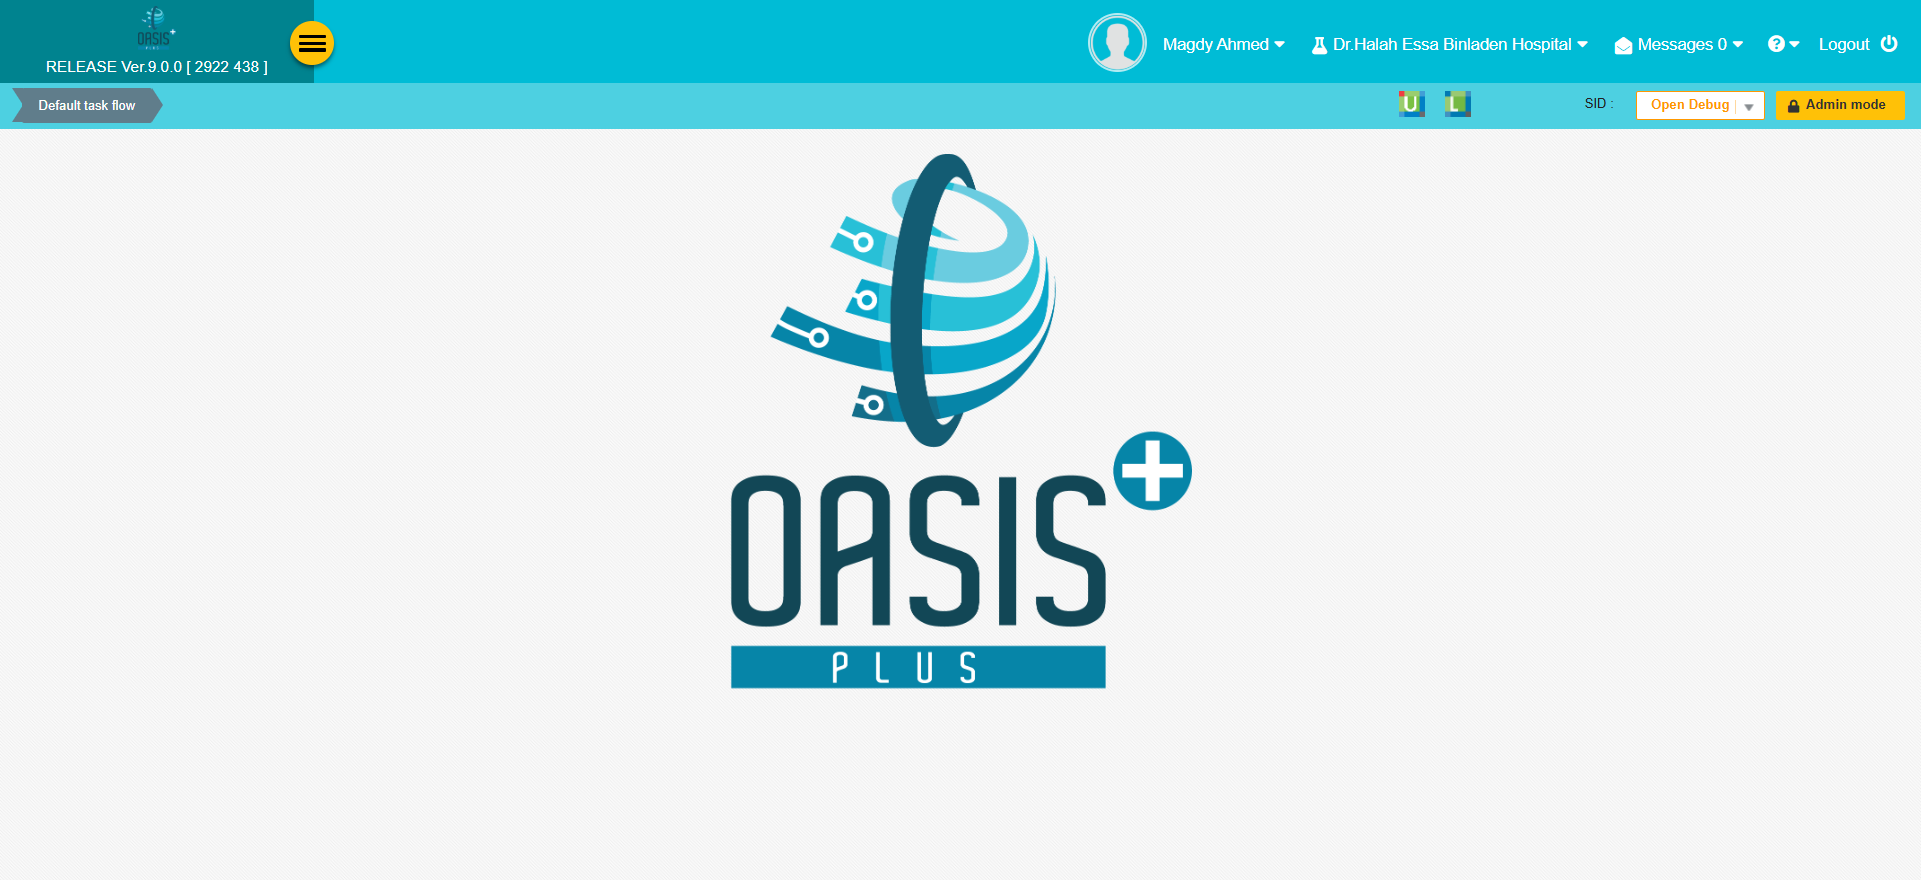 OASIS
PLUS
RELEASE Ver.9.0.0 [ 2922 438 ]
Magdy Ahmed
Dr.Halah Essa Binladen Hospital
Messages 0
?
Logout
Default task flow
U
L
SID :
Open Debug
Admin mode
OASIS
PLUS